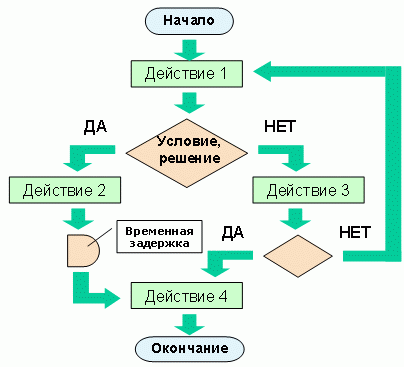 Начало
Действие 1
ДА
НЕТ
Условие,
решение
Действие 2
Действие 3
Временная
задержка
ДА
НЕТ
Действие 4
Окончание